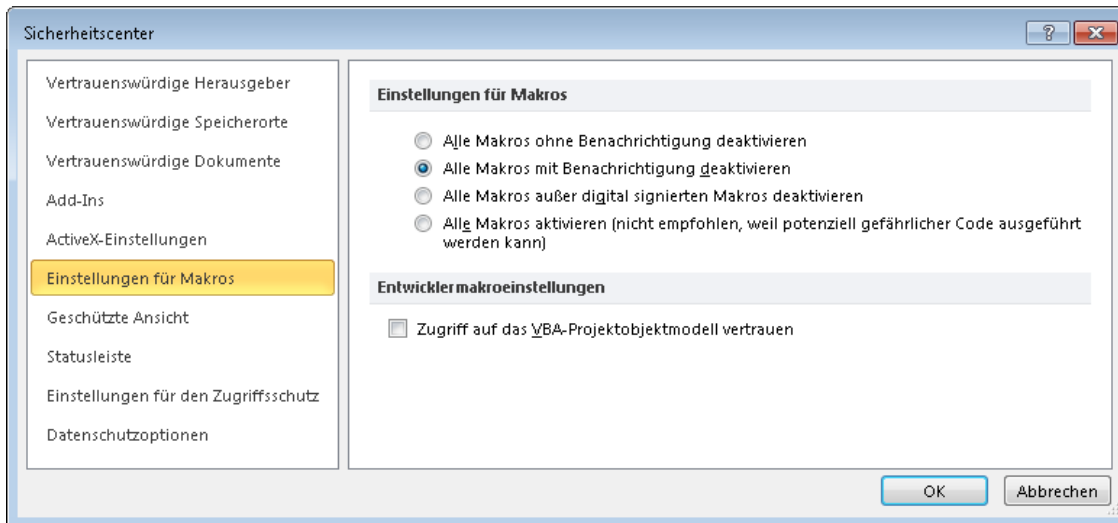 Sicherheitscenter
Vertrauenswürdige Herausgeber
Vertrauenswürdige Speicherorte
Vertrauenswürdige Dokumente
Add-Ins
ActiveX-Einstellungen
Einstellungen für Makros
Geschützte Ansicht
Statusleiste
Einstellungen für den Zugriffsschutz
Datenschutzoptionen
Einstellungen für Makros
Alle Makros ohne Benachrichtigung deaktivieren
Alle Makros mit Benachrichtigung deaktivieren
Alle Makros außer digital signierten Makros deaktivieren
Alle Makros aktivieren (nicht empfohlen, weil potenziell gefährlicher Code ausgeführt
werden kann)
Entwicklermakroeinstellungen
Zugriff auf das VBA-Projektobjektmodell vertrauen
OK
Abbrechen